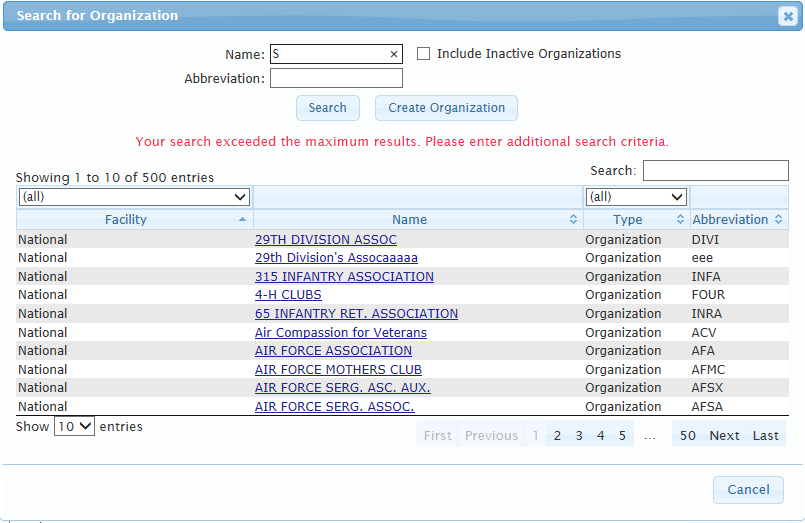 Search for Organization
Name: S ×
Include Inactive Organizations
Abbreviation:
Search Create Organization
Your search exceeded the maximum results. Please enter additional search criteria.
Showing 1 to 10 of 500 entries Search:
(all) (all)
Facility Name Type Abbreviation
National 29TH DIVISION ASSOC Organization DIVI
National 29th Division's Assocaaaaa Organization eee
National 315 INFANTRY ASSOCIATION Organization INFA
National 4-H CLUBS Organization FOUR
National 65 INFANTRY RET. ASSOCIATION Organization INRA
National Air Compassion for Veterans Organization ACV
National AIR FORCE ASSOCIATION Organization AFA
National AIR FORCE MOTHERS CLUB Organization AFMC
National AIR FORCE SERG. ASC. AUX. Organization AFSX
National AIR FORCE SERG. ASSOC. Organization AFSA
Show 10 entries First Previous 1 2 3 4 5 ... 50 Next Last
Cancel